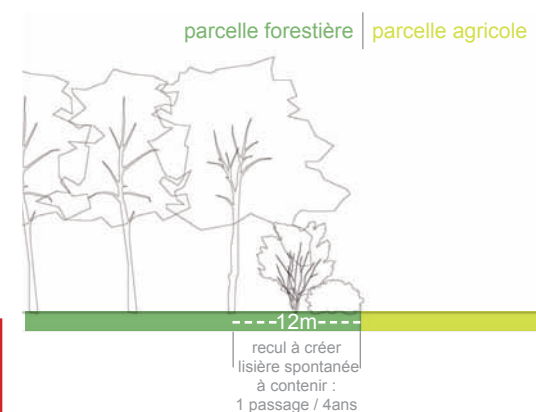 parcelle forestière parcelle agricole
12m
recul à créer
lisière spontanée
à contenir :
1 passage / 4ans